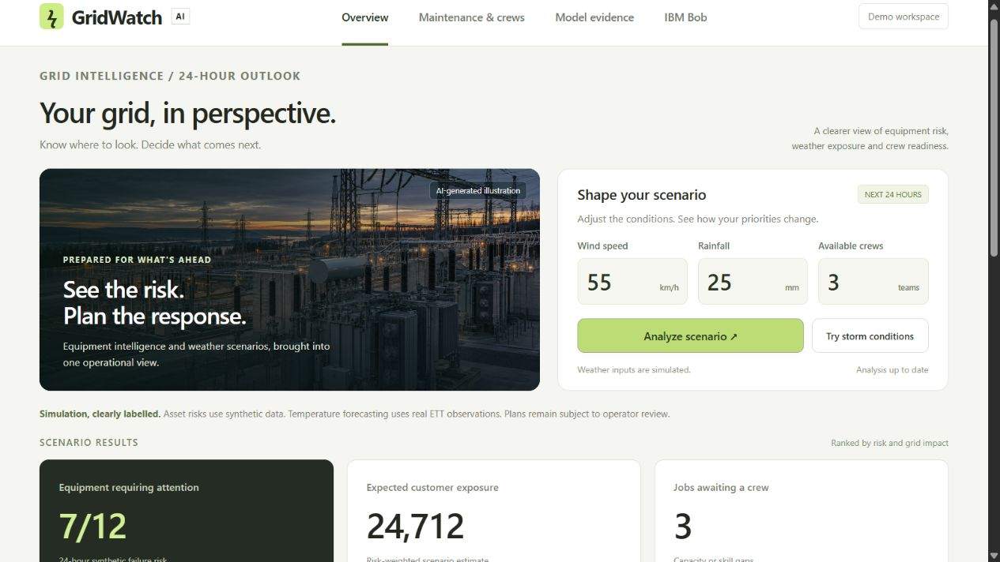 GridWatch AI
Overview
Maintenance & crews
Model evidence
IBM Bob
Demo workspace
GRID INTELLIGENCE / 24-HOUR OUTLOOK
Your grid, in perspective.
Know where to look. Decide what comes next.
A clearer view of equipment risk,
weather exposure and crew readiness.
AI-generated illustration
PREPARED FOR WHAT'S AHEAD
See the risk.
Plan the response.
Equipment intelligence and weather scenarios, brought into
one operational view.
Shape your scenario
NEXT 24 HOURS
Adjust the conditions. See how your priorities change.
Wind speed
Rainfall
Available crews
55 km/h
25 mm
3 teams
Analyze scenario ↗
Try storm conditions
Weather inputs are simulated.
Analysis up to date
Simulation, clearly labelled. Asset risks use synthetic data. Temperature forecasting uses real ETT observations. Plans remain subject to operator review.
SCENARIO RESULTS
Ranked by risk and grid impact
Equipment requiring attention
7/12
24-hour synthetic failure risk
Expected customer exposure
24,712
Risk-weighted scenario estimate
Jobs awaiting a crew
3
Capacity or skill gaps